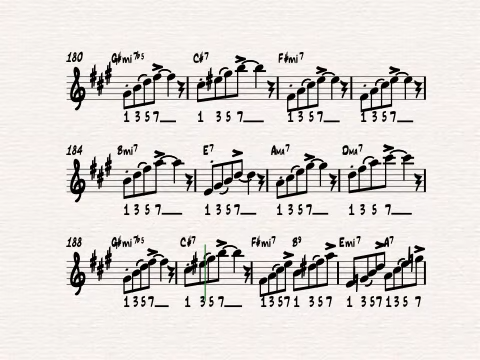 180 G#mi7b5 C#7 F#mi7
1 3 5 7 1 3 5 7 1 3 5 7 1 3 5 7
184 Bmi7 E7 AMA7 DMA7
1 3 5 7 1 3 5 7 1 3 5 7 1 3 5 7
188 G#mi7b5 C#7 F#mi7 B9 Emi7 A7
1 3 5 7 1 3 5 7 1 3 5 7 1 3 5 7 1 3 5 7 1 3 5 7